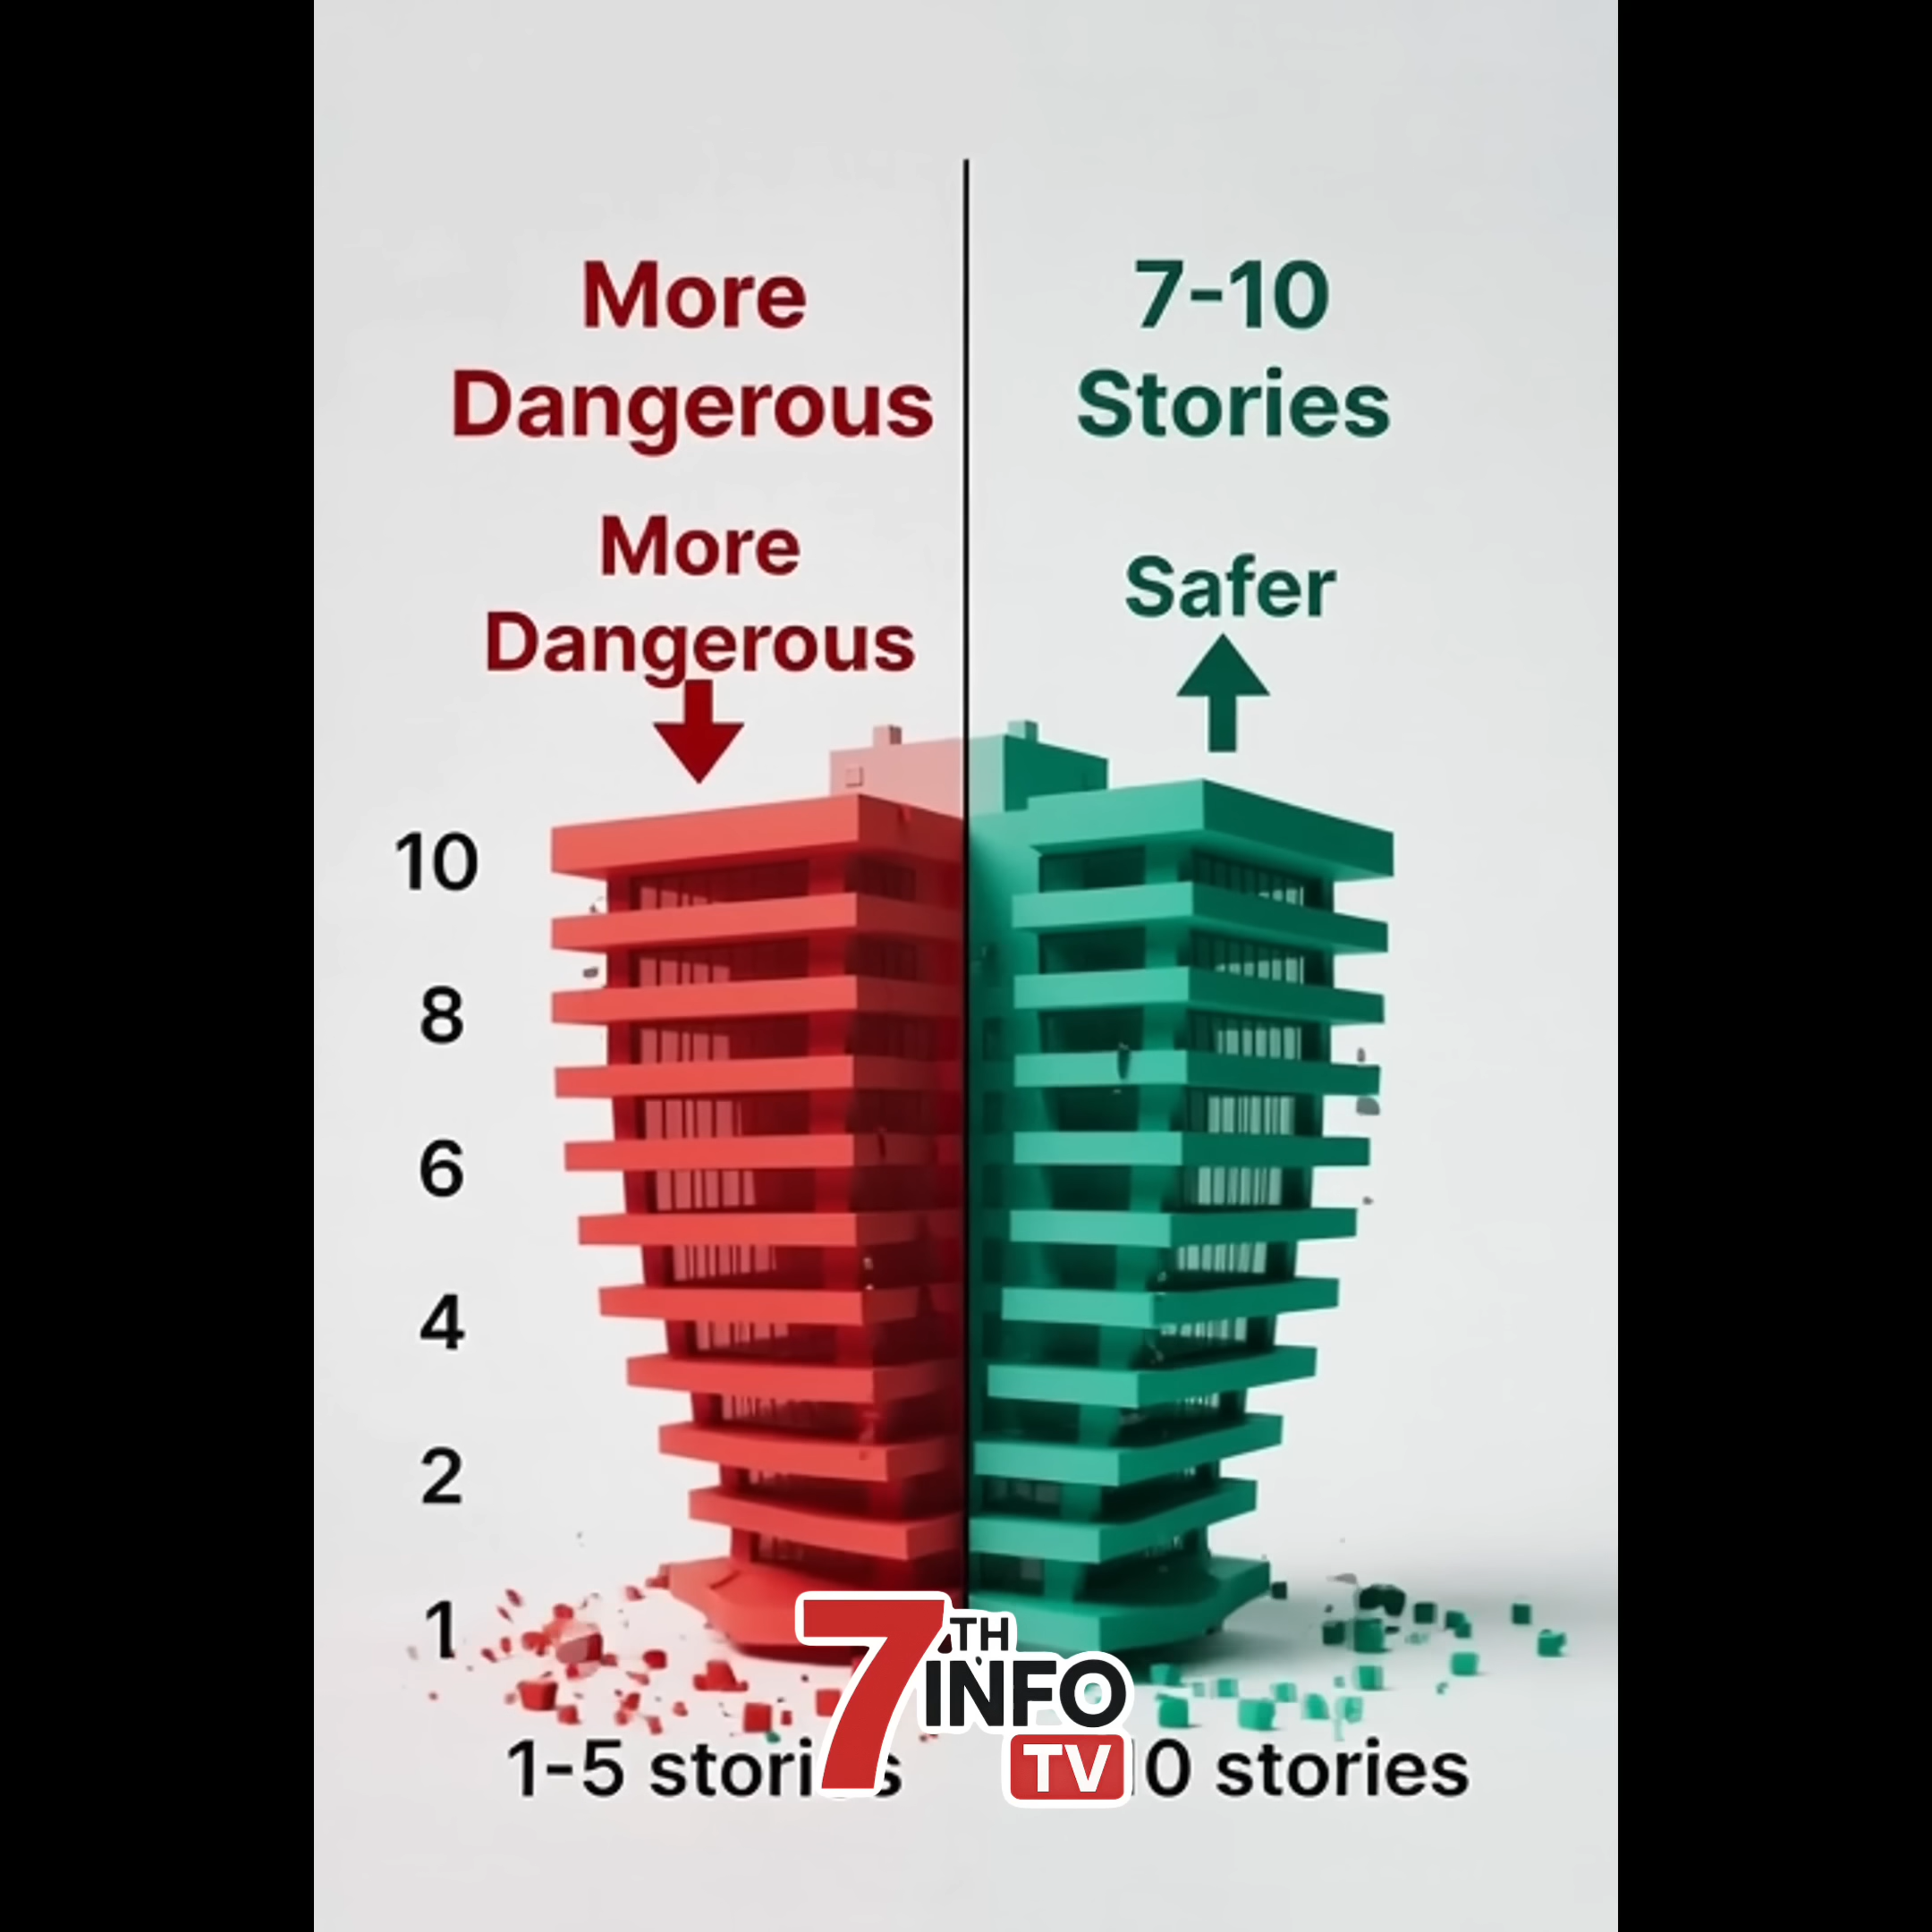 More
Dangerous
More
Dangerous
7-10
Stories
Safer
10
8
6
4
2
1
1-5
10 stories
7TH
INFO
TV